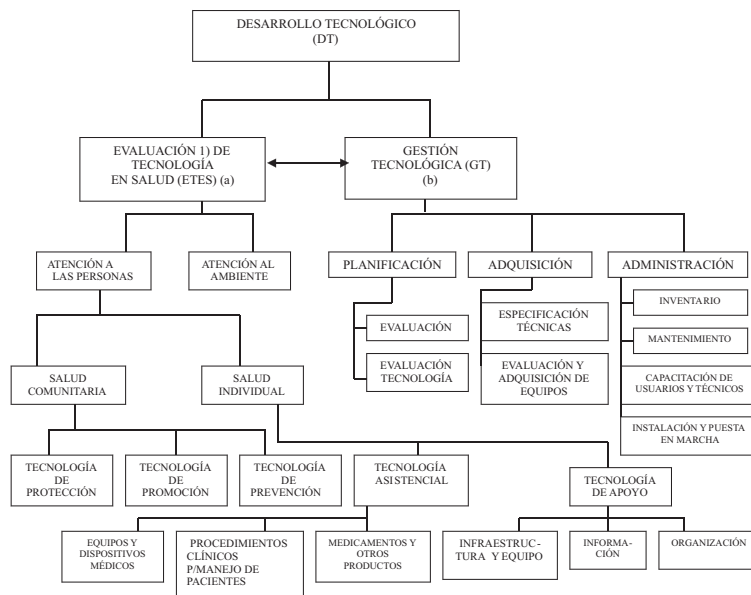 DESARROLLO TECNOLÓGICO
(DT)
EVALUACIÓN 1) DE
TECNOLOGÍA
EN SALUD (ETES) (a)
GESTIÓN
TECNOLÓGICA (GT)
(b)
ATENCIÓN A
LAS PERSONAS
ATENCIÓN AL
AMBIENTE
PLANIFICACIÓN
ADQUISICIÓN
ADMINISTRACIÓN
EVALUACIÓN
EVALUACIÓN
TECNOLOGÍA
ESPECIFICACIÓN
TÉCNICAS
EVALUACIÓN Y
ADQUISICIÓN DE
EQUIPOS
INVENTARIO
MANTENIMIENTO
CAPACITACIÓN DE
USUARIOS Y TÉCNICOS
INSTALACIÓN Y PUESTA
EN MARCHA
SALUD
COMUNITARIA
SALUD
INDIVIDUAL
TECNOLOGÍA
DE
PROTECCIÓN
TECNOLOGÍA
DE
PROMOCIÓN
TECNOLOGÍA
DE
PREVENCIÓN
TECNOLOGÍA
ASISTENCIAL
TECNOLOGÍA
DE APOYO
EQUIPOS Y
DISPOSITIVOS
MÉDICOS
PROCEDIMIENTOS
CLÍNICOS
P/MANEJO DE
PACIENTES
MEDICAMENTOS Y
OTROS
PRODUCTOS
INFRAESTRUC-
TURA Y EQUIPO
INFORMA-
CIÓN
ORGANIZACIÓN